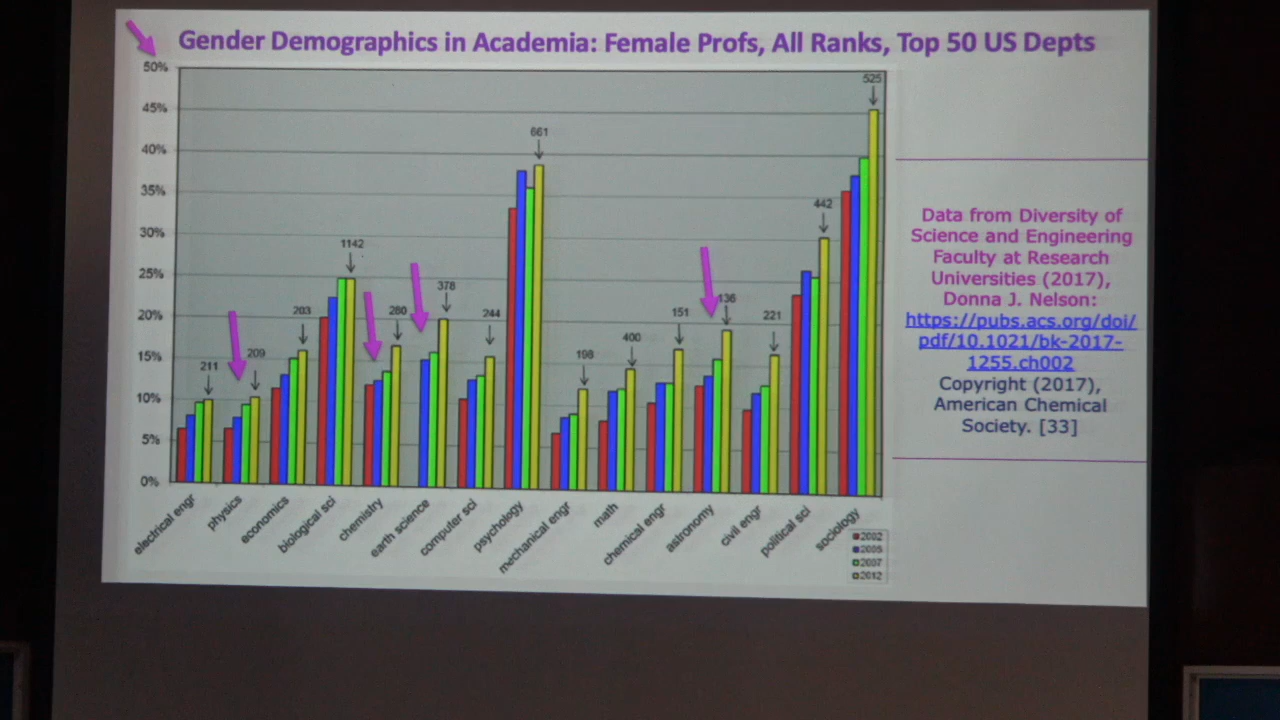 Gender Demographics in Academia: Female Profs, All Ranks, Top 50 US Depts
50%
45%
40%
35%
30%
25%
20%
15%
10%
5%
0%
211
209
203
1142
280
378
244
661
198
400
151
136
221
442
525
electrical engr
physics
economics
biological sci
chemistry
earth science
computer sci
psychology
mechanical engr
math
chemical engr
astronomy
civil engr
political sci
sociology
2002
2005
2007
2012
Data from Diversity of
Science and Engineering
Faculty at Research
Universities (2017),
Donna J. Nelson:
https://pubs.acs.org/doi/
pdf/10.1021/bk-2017-
1255.ch002
Copyright (2017),
American Chemical
Society. [33]